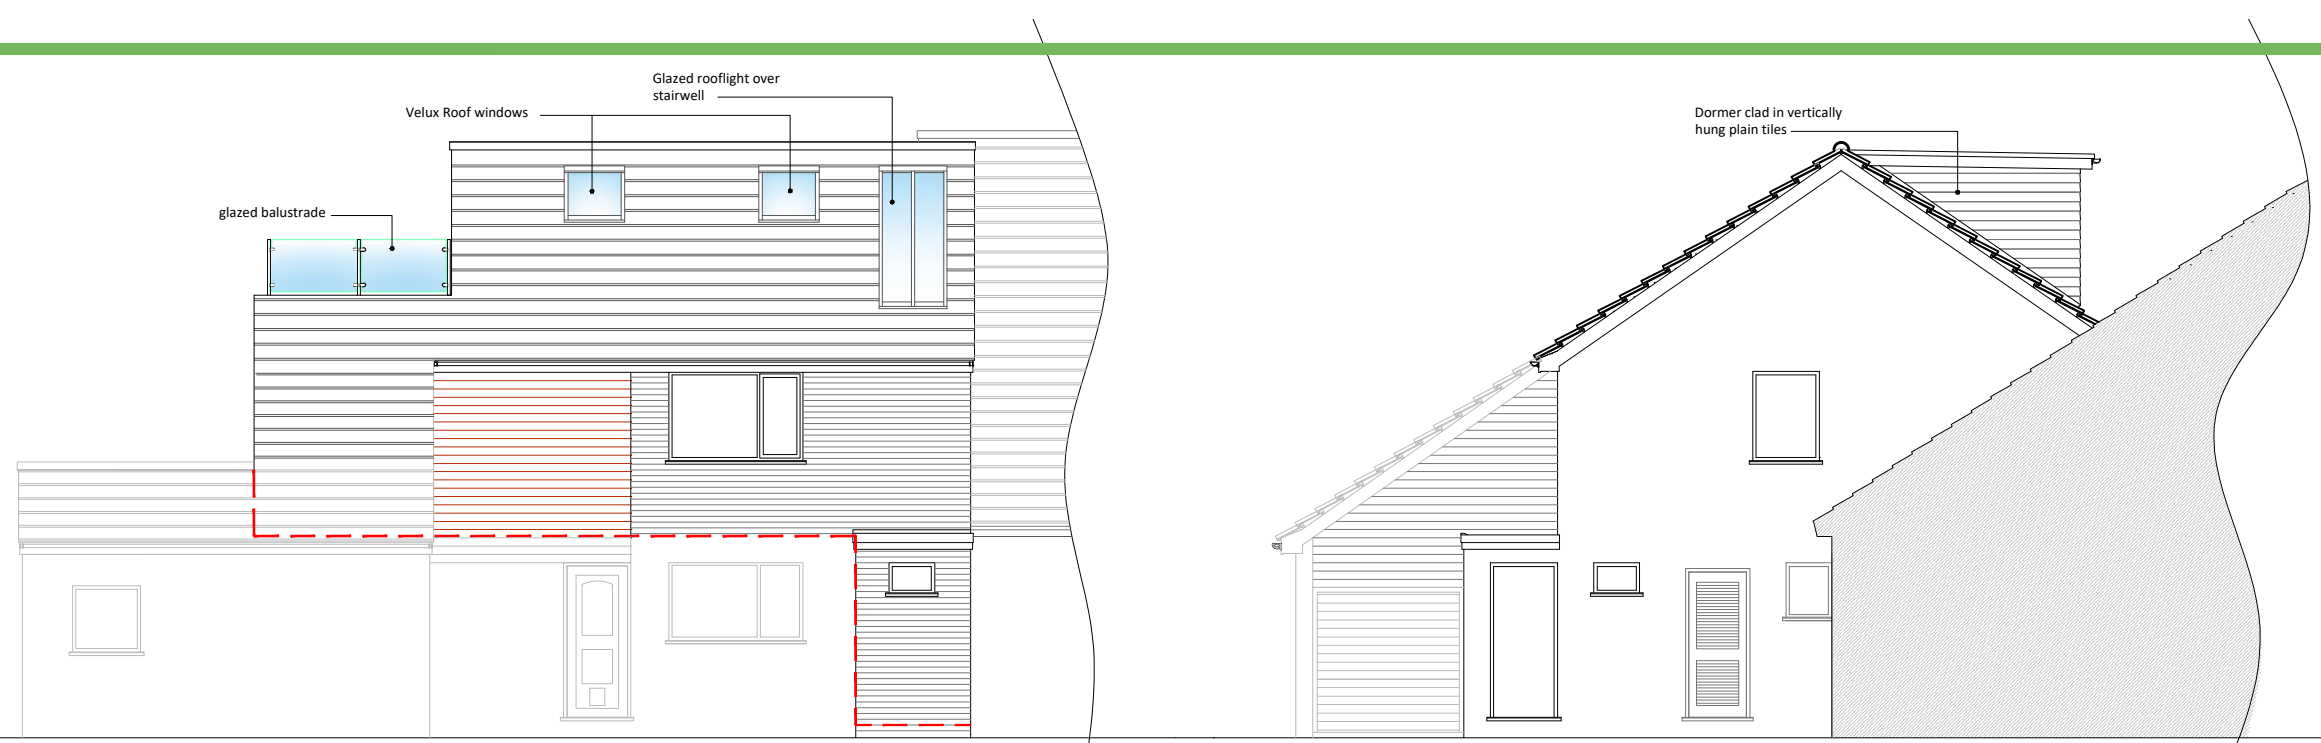 Glazed rooflight over
stairwell
Velux Roof windows
glazed balustrade
Dormer clad in vertically
hung plain tiles